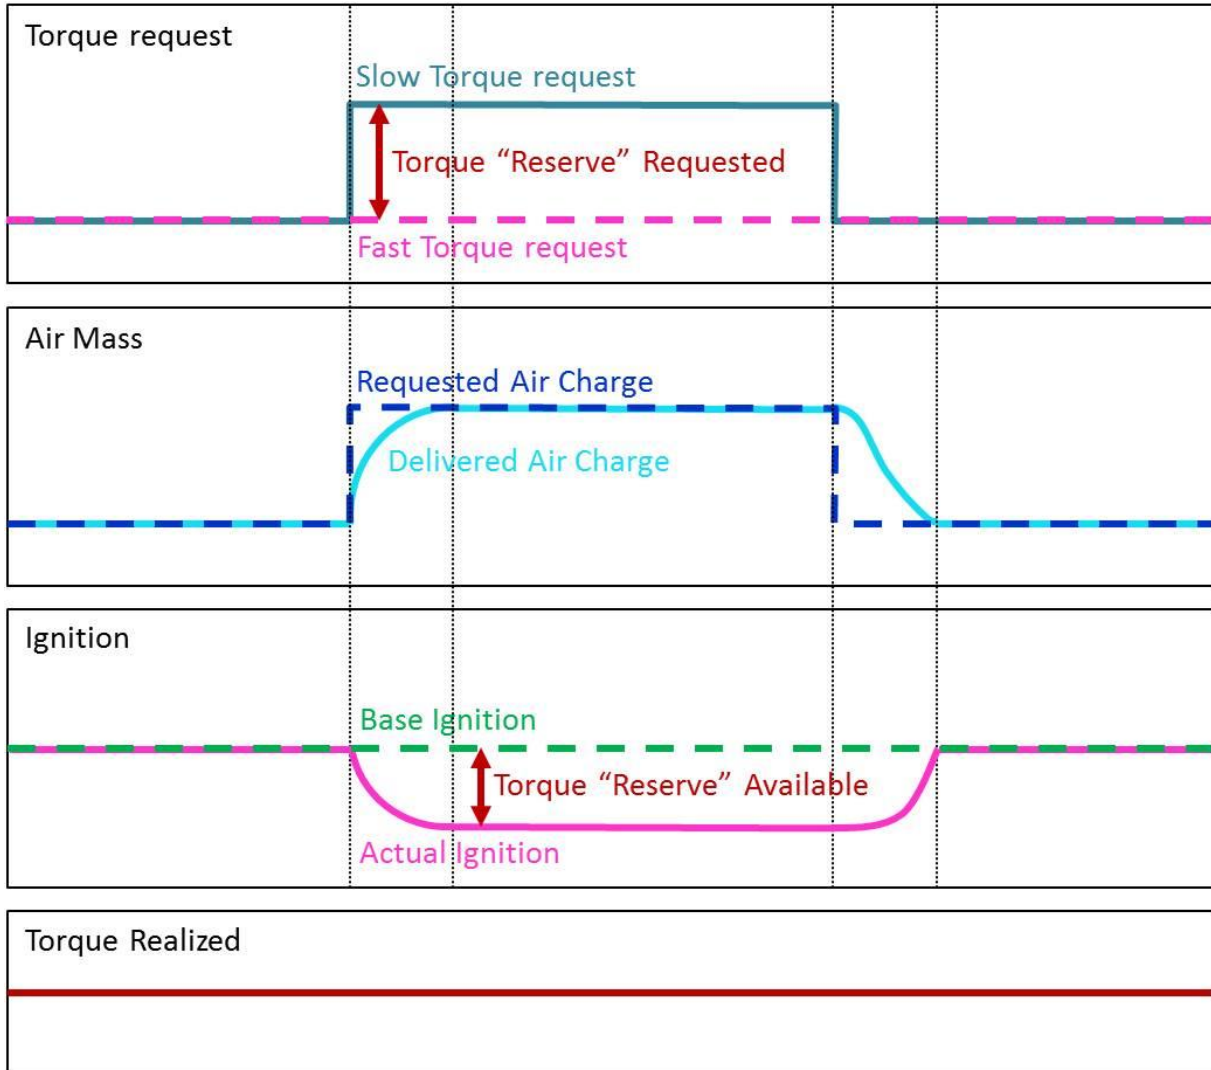 Torque request
Slow Torque request
Torque “Reserve” Requested
Fast Torque request
Air Mass
Requested Air Charge
Delivered Air Charge
Ignition
Base Ignition
Torque “Reserve” Available
Actual Ignition
Torque Realized